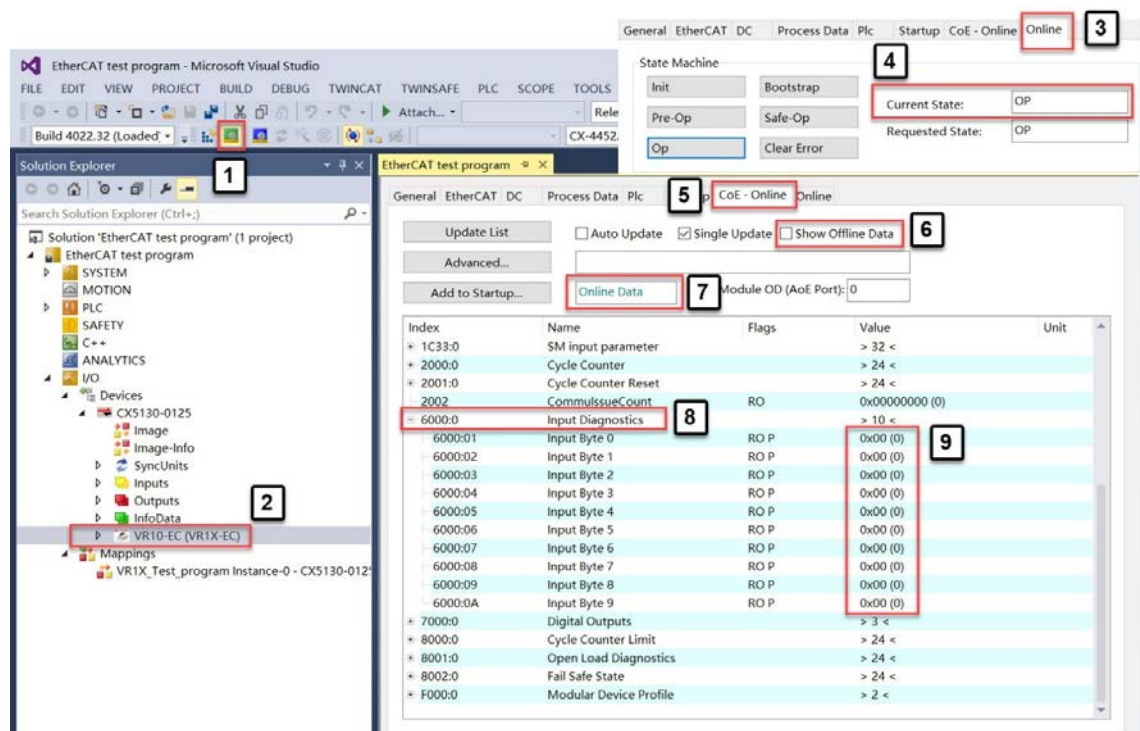 General EtherCAT DC Process Data Plc Startup CoE - Online Online 3
State Machine
4
Init Bootstrap
Current State: OP
Pre-Op Safe-Op
Requested State: OP
Op Clear Error
EtherCAT test program - Microsoft Visual Studio
FILE EDIT VIEW PROJECT BUILD DEBUG TWINCAT TWINSAFE PLC SCOPE TOOLS
Attach... Rele
Build 4022.32 (Loaded CX-4452
1
Solution Explorer
Search Solution Explorer (Ctrl+;)
Solution 'EtherCAT test program' (1 project)
EtherCAT test program
SYSTEM
MOTION
PLC
SAFETY
C++
ANALYTICS
I/O
Devices
CX5130-0125
Image
Image-Info
SyncUnits
Inputs
Outputs
InfoData
2
VR10-EC (VR1X-EC)
Mappings
VR1X_Test_program Instance-0 - CX5130-012
EtherCAT test program
General EtherCAT DC Process Data Plc 5 p CoE - Online Online
Update List Auto Update Single Update Show Offline Data 6
Advanced...
Add to Startup... Online Data 7 Module OD (AoE Port): 0
Index Name Flags Value Unit
1C33:0 SM input parameter > 32 <
2000:0 Cycle Counter > 24 <
2001:0 Cycle Counter Reset > 24 <
2002 CommulssueCount RO 0x00000000 (0)
6000:0 Input Diagnostics 8 > 10 <
6000:01 Input Byte 0 RO P 0x00 (0) 9
6000:02 Input Byte 1 RO P 0x00 (0)
6000:03 Input Byte 2 RO P 0x00 (0)
6000:04 Input Byte 3 RO P 0x00 (0)
6000:05 Input Byte 4 RO P 0x00 (0)
6000:06 Input Byte 5 RO P 0x00 (0)
6000:07 Input Byte 6 RO P 0x00 (0)
6000:08 Input Byte 7 RO P 0x00 (0)
6000:09 Input Byte 8 RO P 0x00 (0)
6000:0A Input Byte 9 RO P 0x00 (0)
7000:0 Digital Outputs > 3 <
8000:0 Cycle Counter Limit > 24 <
8001:0 Open Load Diagnostics > 24 <
8002:0 Fail Safe State > 24 <
F000:0 Modular Device Profile > 2 <